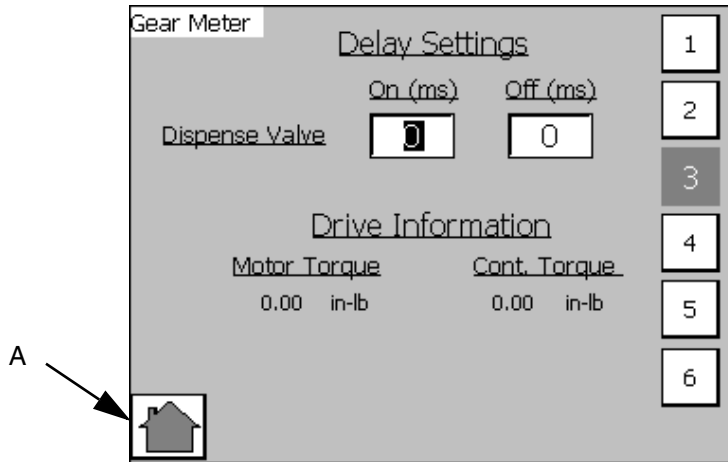 Gear Meter
Delay Settings
On (ms) Off (ms)
Dispense Valve 0 0
Drive Information
Motor Torque Cont. Torque
0.00 in-lb 0.00 in-lb
1
2
3
4
5
6
A